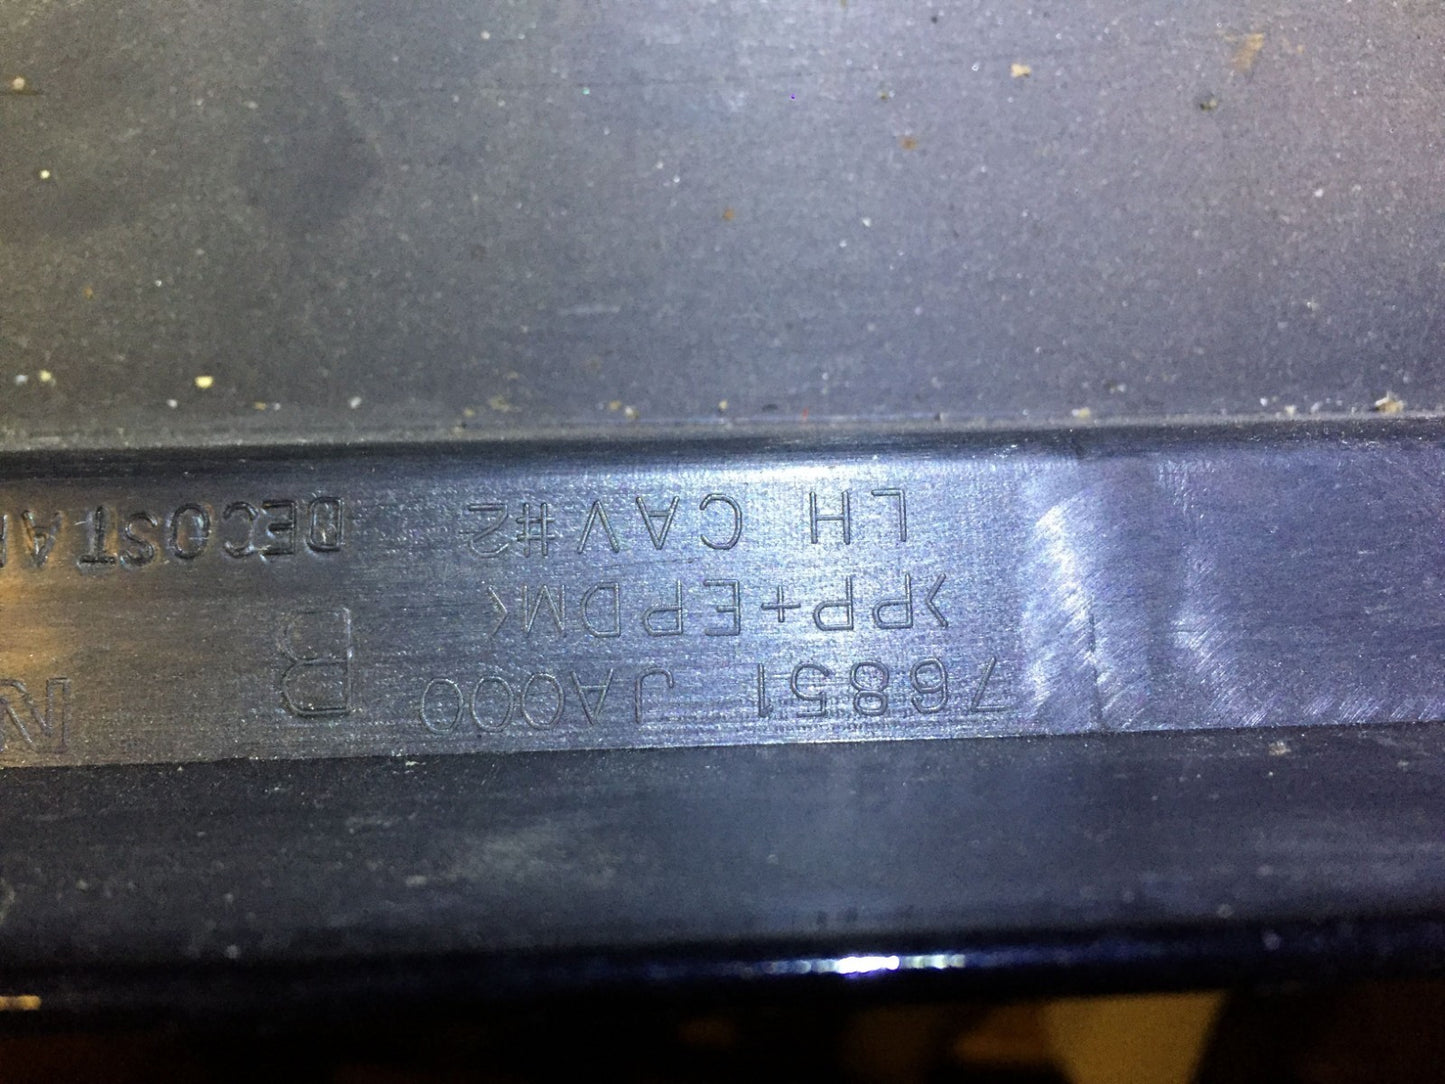 76851 JA000 B
>PP+EPDM<
LH CAV#2 DECOSTA